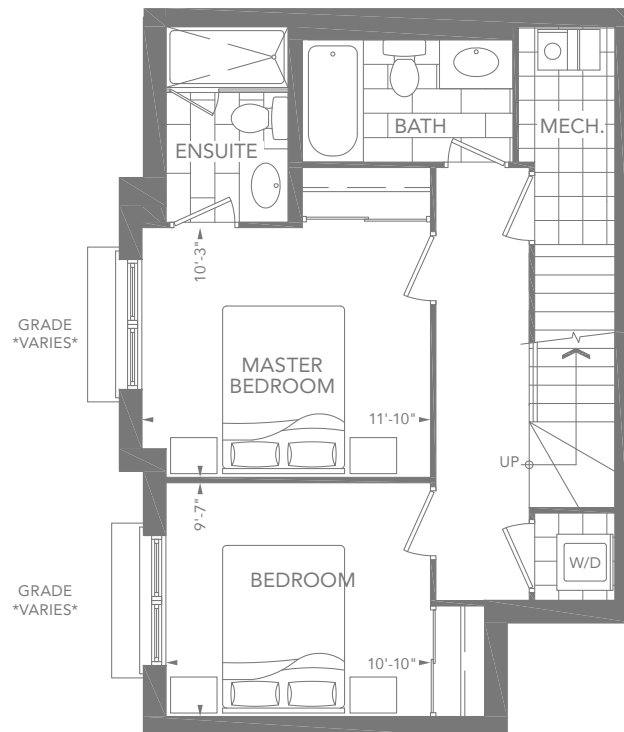 BATH
MECH.
ENSUITE
10'-3"
GRADE
*VARIES*
MASTER
BEDROOM
11'-10"
UP
9'-7"
W/D
BEDROOM
GRADE
*VARIES*
10'-10"